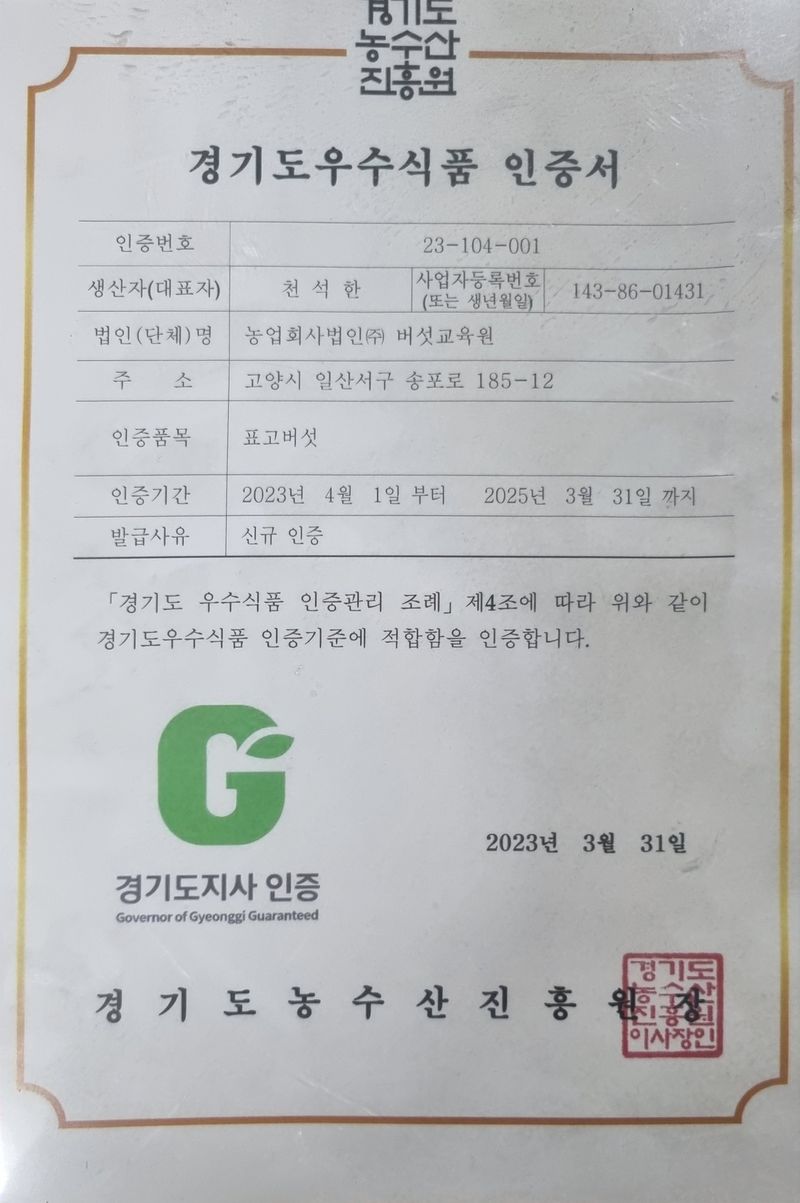 경기도
농수산
진흥원
경기도우수식품 인증서
인증번호 23-104-001
생산자(대표자) 천 석 한 사업자등록번호 (또는 생년월일) 143-86-01431
법인(단체)명 농업회사법인㈜ 버섯교육원
주 소 고양시 일산서구 송포로 185-12
인증품목 표고버섯
인증기간 2023년 4월 1일 부터 2025년 3월 31일 까지
발급사유 신규 인증
「경기도 우수식품 인증관리 조례」제4조에 따라 위와 같이
경기도우수식품 인증기준에 적합함을 인증합니다.
G
2023년 3월 31일
경기도지사 인증
Governor of Gyeonggi Guaranteed
경 기 도 농 수 산 진 흥 원 장
경기도
농수산
진흥원
이사장인